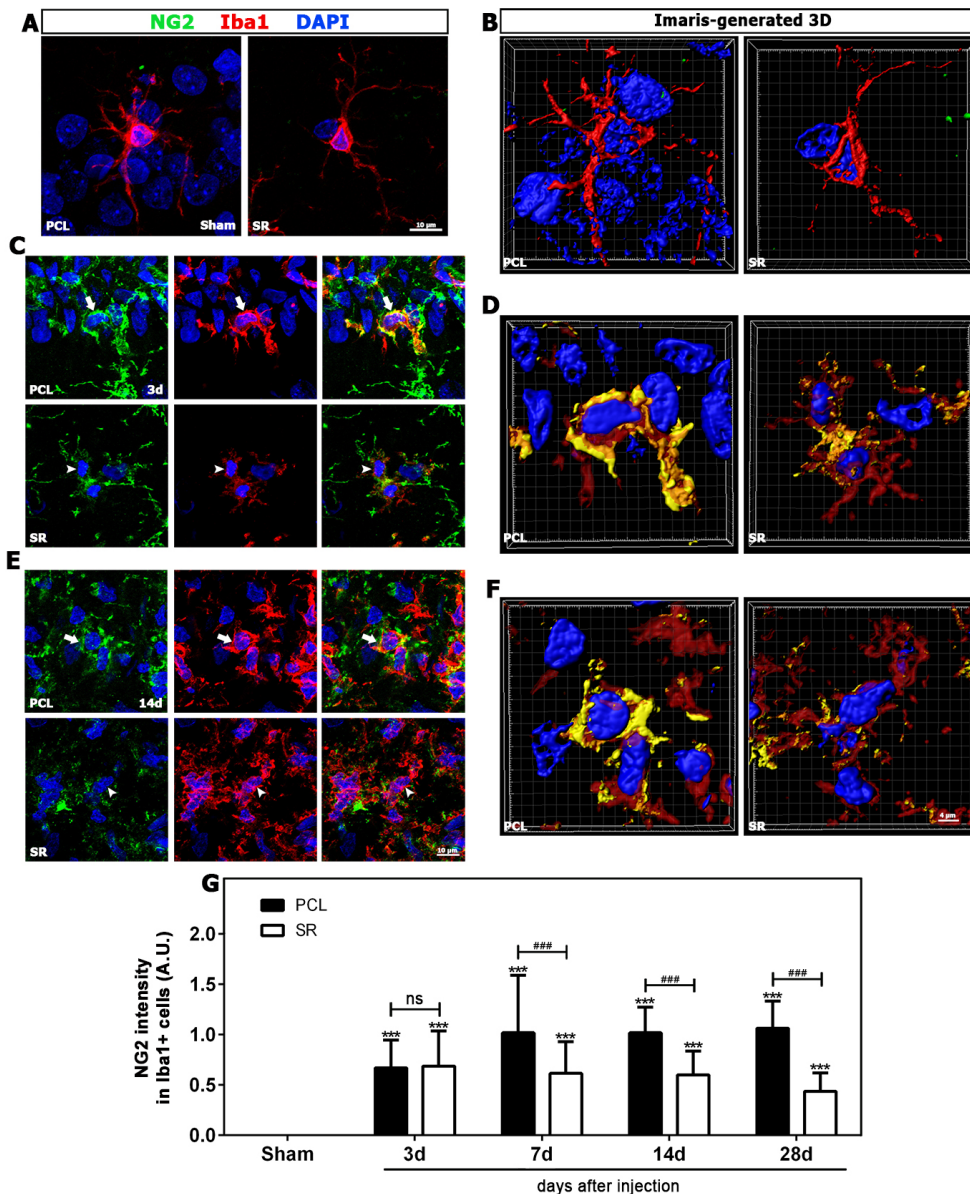 A
NG2 Iba1 DAPI
PCL
Sham
SR
10 µm
B
Imaris-generated 3D
PCL
SR
C
PCL
3d
SR
D
PCL
SR
E
PCL
14d
SR
10 µm
F
PCL
SR
4 µm
G
PCL
SR
NG2 intensity
in Iba1+ cells (A.U.)
2.0
1.5
1.0
0.5
0.0
ns
***
***
###
***
***
###
***
***
###
***
***
Sham 3d 7d 14d 28d
days after injection